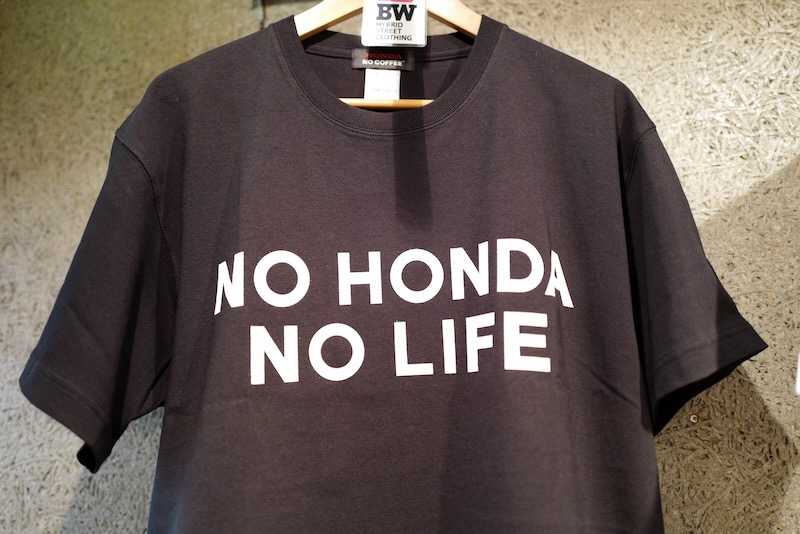 BW
HYBRID
STREET
CLOTHING
HONDA
NO COFFEE
NO HONDA
NO LIFE